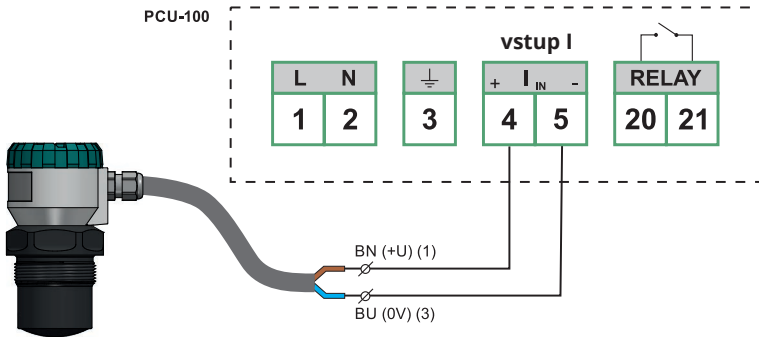 PCU-100
vstup I
L N
+ I IN -
RELAY
1 2
3
4 5
20 21
BN (+U) (1)
BU (0V) (3)